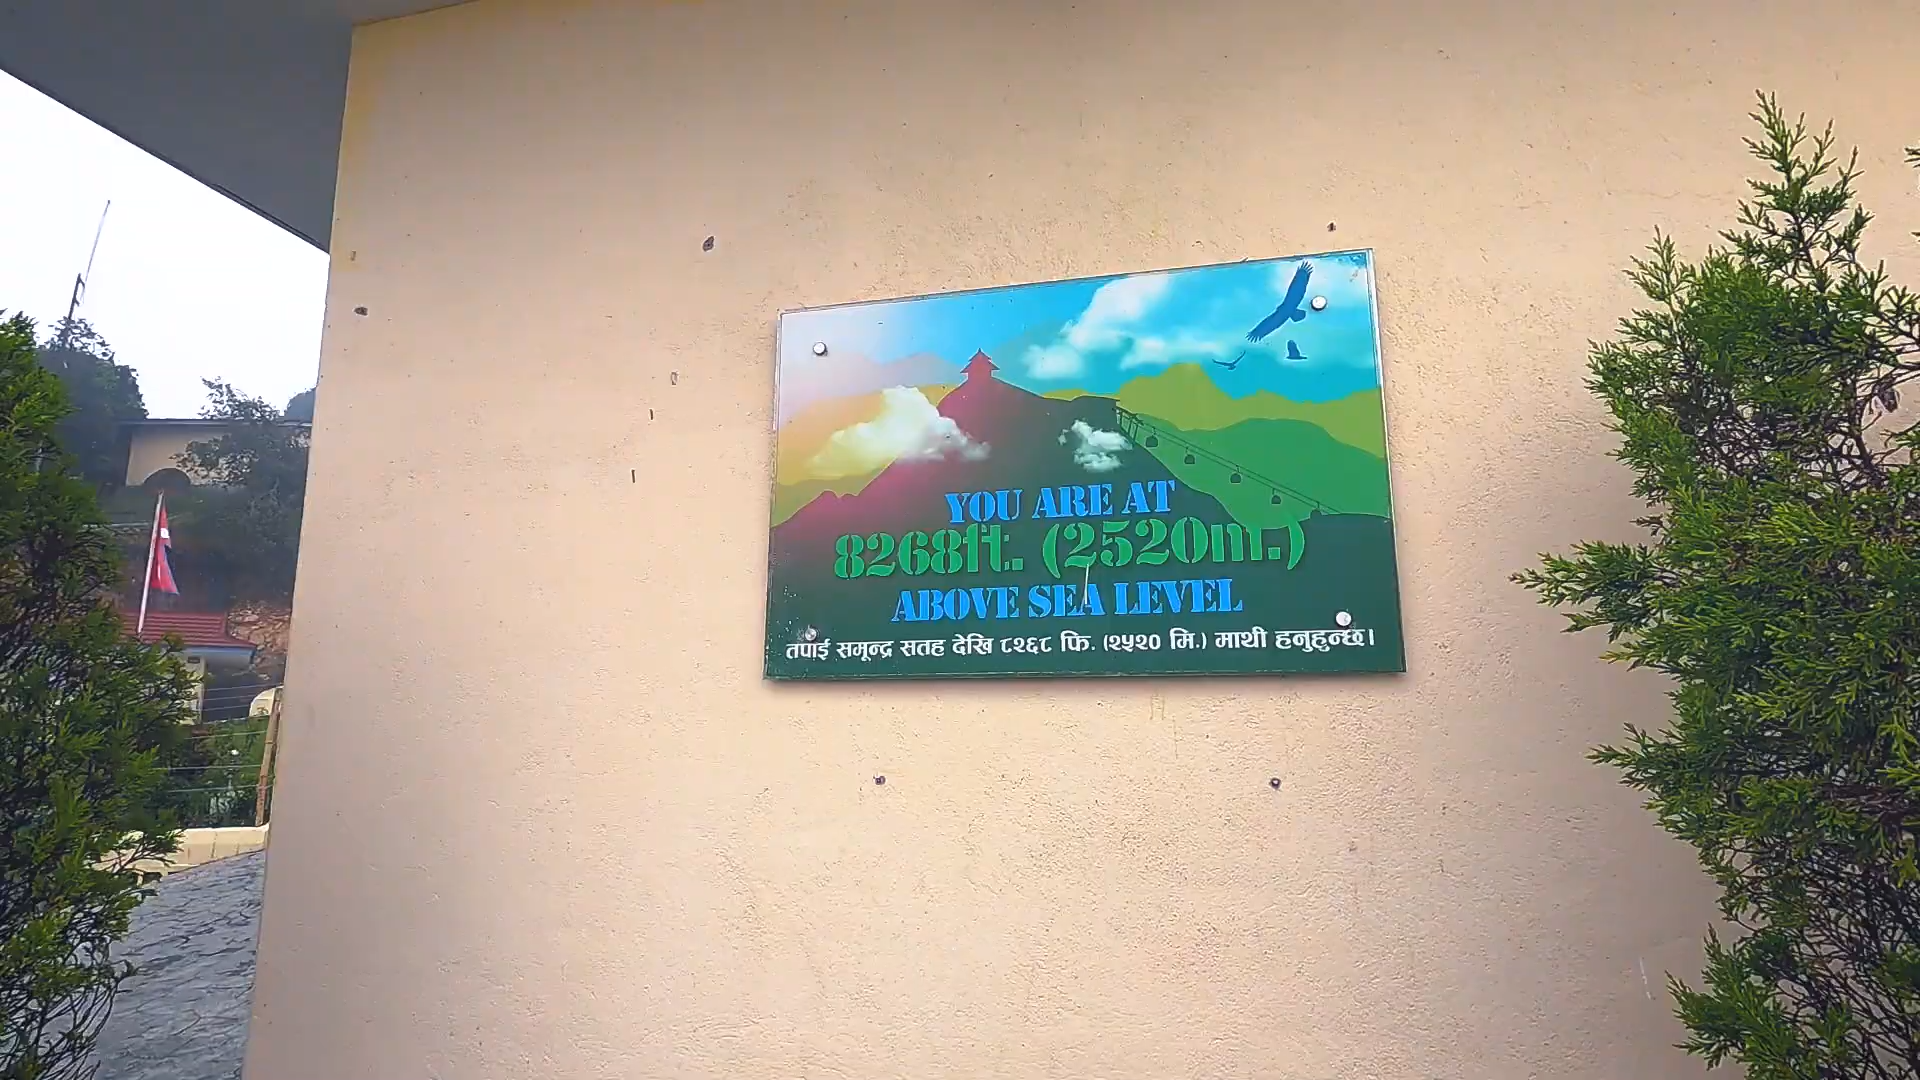 YOU ARE AT
8268ft. (2520m.)
ABOVE SEA LEVEL
तपाई समून्द्र सतह देखि ८२६८ फि. (२५२० मि.) माथी हनुहुन्छ।